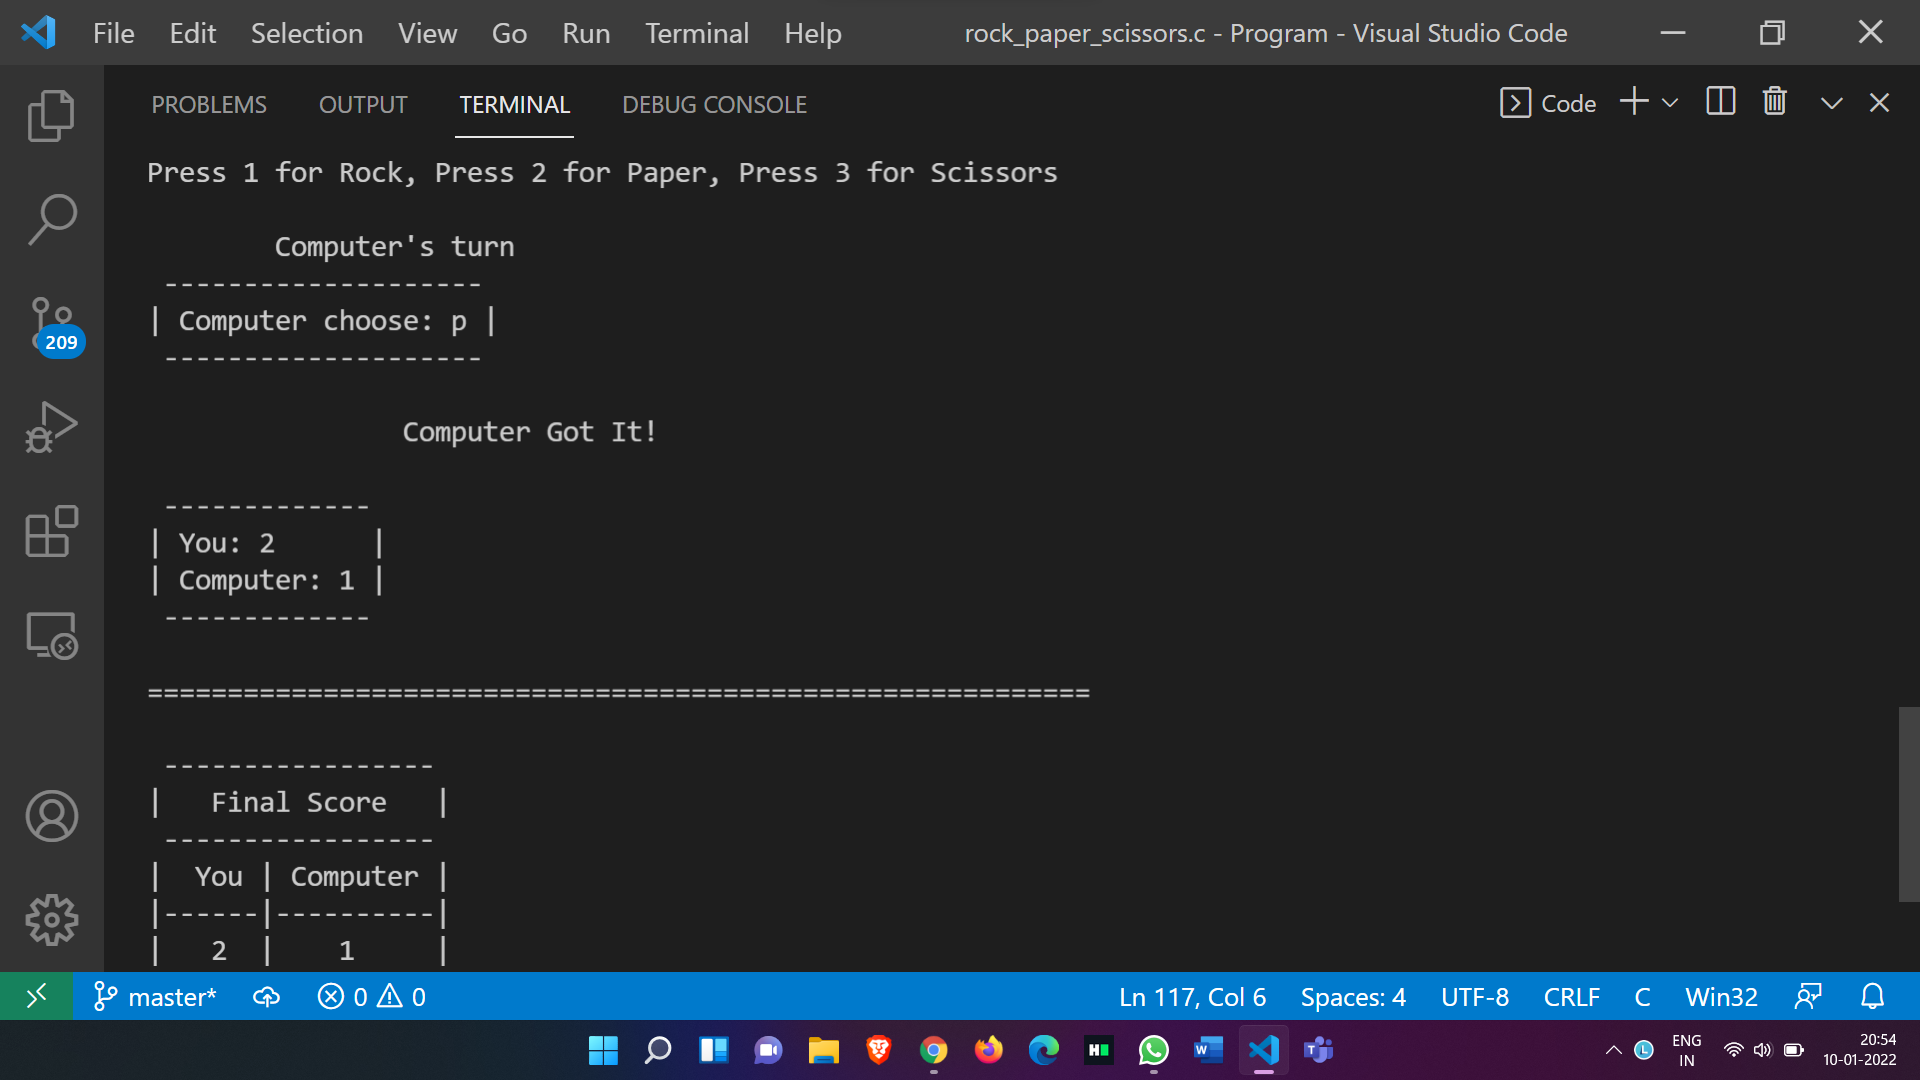 File Edit Selection View Go Run Terminal Help rock_paper_scissors.c - Program - Visual Studio Code
PROBLEMS OUTPUT TERMINAL DEBUG CONSOLE Code
Press 1 for Rock, Press 2 for Paper, Press 3 for Scissors
Computer's turn
--------------------
| Computer choose: p |
--------------------
Computer Got It!
-------------
| You: 2 |
| Computer: 1 |
-------------
===========================================================
-----------------
| Final Score |
-----------------
| You | Computer |
|------|----------|
| 2 | 1 |
209
master* 0 0 Ln 117, Col 6 Spaces: 4 UTF-8 CRLF C Win32
ENG
IN
20:54
10-01-2022